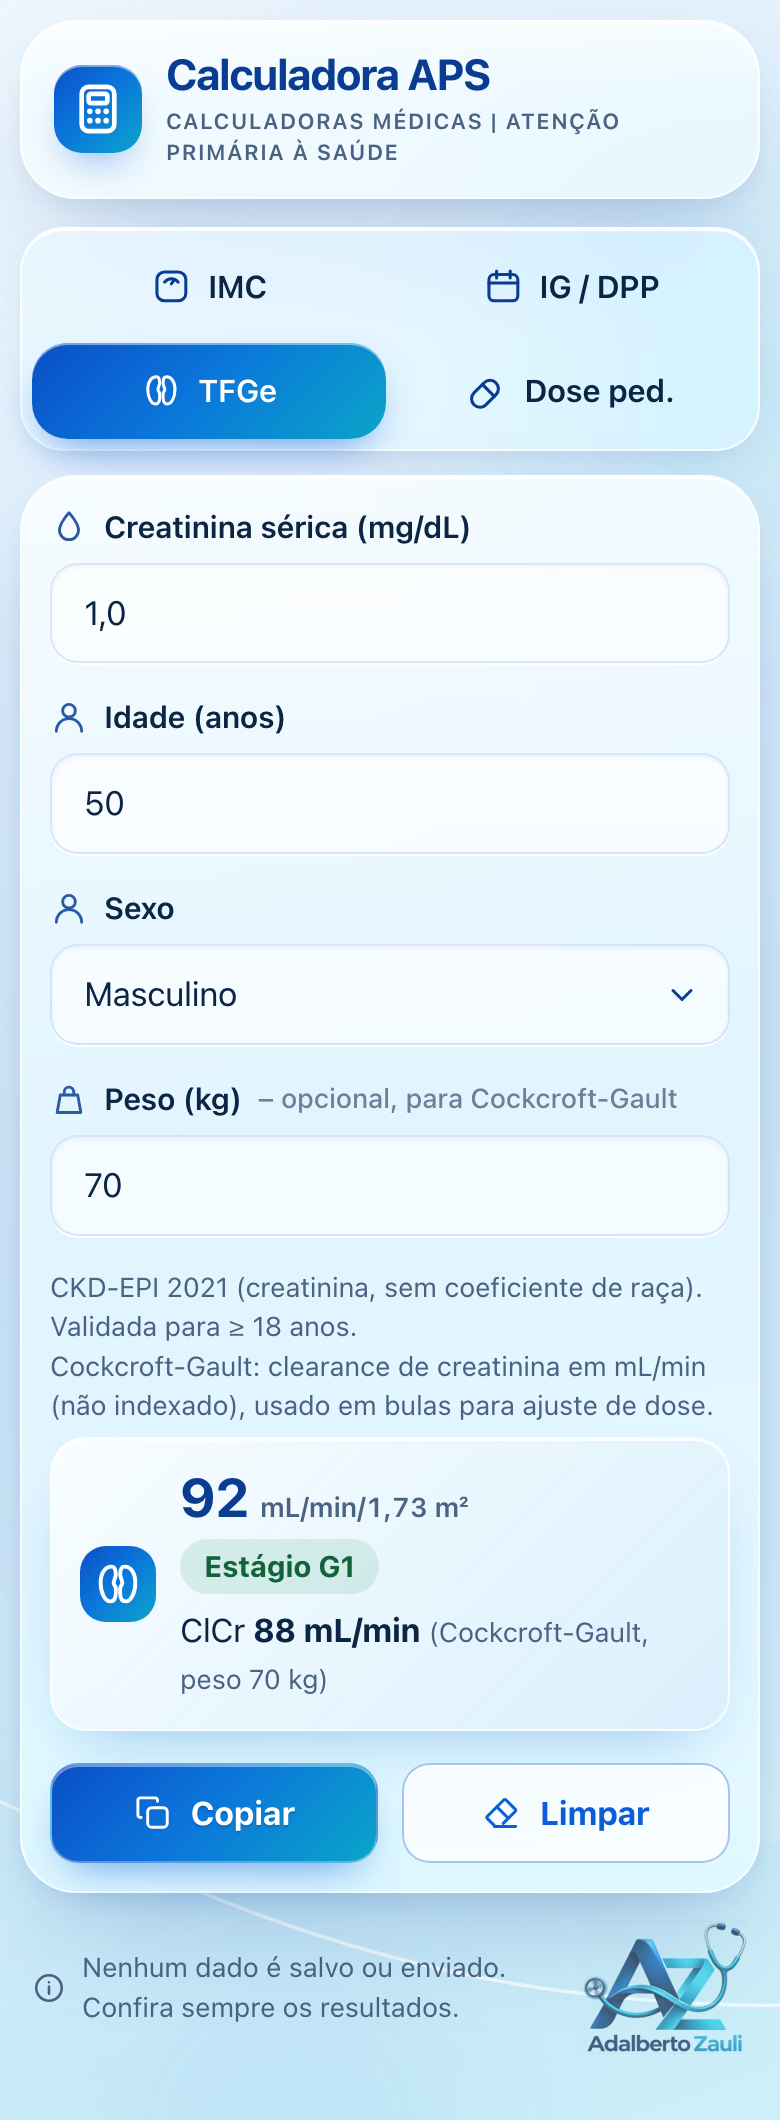 Calculadora APS
CALCULADORAS MÉDICAS | ATENÇÃO
PRIMÁRIA À SAÚDE
IMC
IG / DPP
TFGe
Dose ped.
Creatinina sérica (mg/dL)
1,0
Idade (anos)
50
Sexo
Masculino
Peso (kg) – opcional, para Cockcroft-Gault
70
CKD-EPI 2021 (creatinina, sem coeficiente de raça).
Validada para ≥ 18 anos.
Cockcroft-Gault: clearance de creatinina em mL/min
(não indexado), usado em bulas para ajuste de dose.
92 mL/min/1,73 m²
Estágio G1
ClCr 88 mL/min (Cockcroft-Gault,
peso 70 kg)
Copiar
Limpar
Nenhum dado é salvo ou enviado.
Confira sempre os resultados.
AZ
Adalberto Zauli